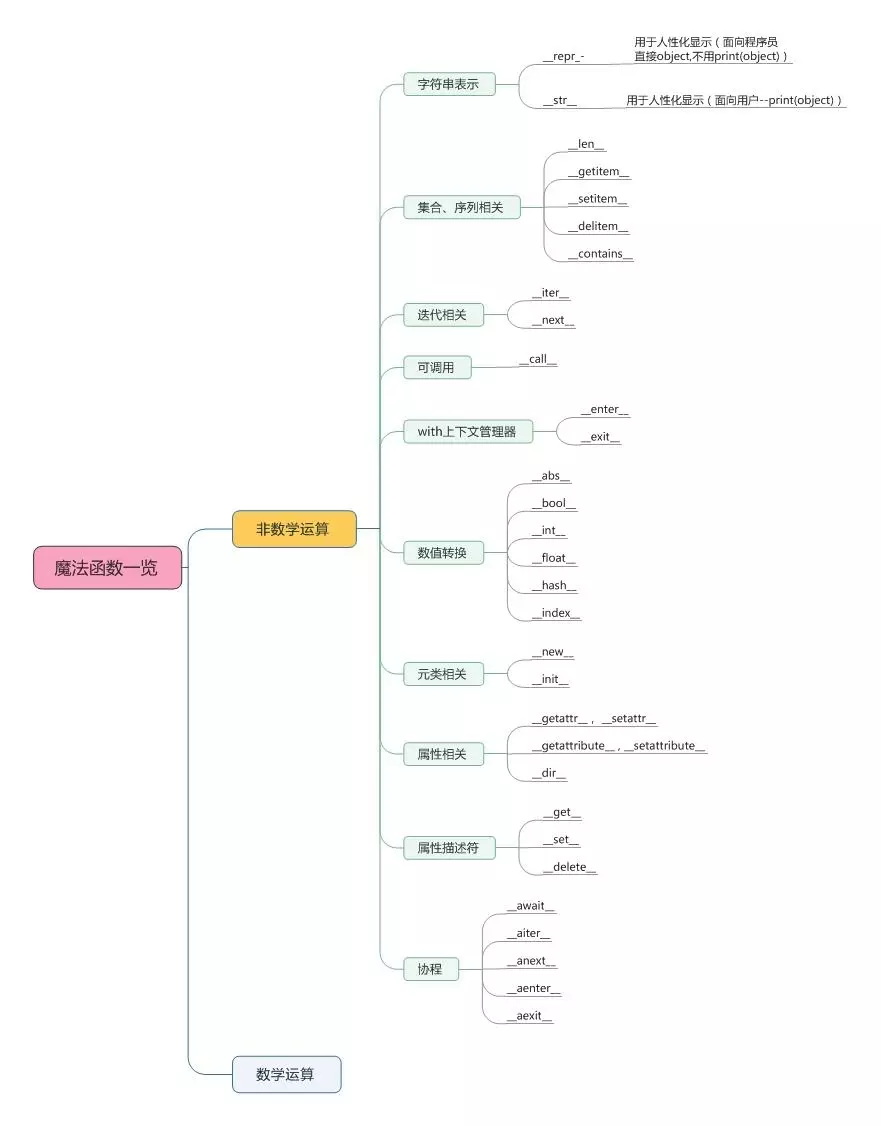 魔法函数一览
非数学运算
字符串表示
__repr_-
用于人性化显示（面向程序员
直接object,不用print(object)）
__str__
用于人性化显示（面向用户--print(object)）
集合、序列相关
__len__
__getitem__
__setitem__
__delitem__
__contains__
迭代相关
__iter__
__next__
可调用
__call__
with上下文管理器
__enter__
__exit__
数值转换
__abs__
__bool__
__int__
__float__
__hash__
__index__
元类相关
__new__
__init__
属性相关
__getattr__ ， __setattr__
__getattribute__ , __setattribute__
__dir__
属性描述符
__get__
__set__
__delete__
协程
__await__
__aiter__
__anext__
__aenter__
__aexit__
数学运算